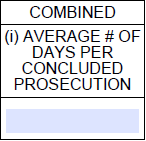 COMBINED
(i) AVERAGE # OF
DAYS PER
CONCLUDED
PROSECUTION